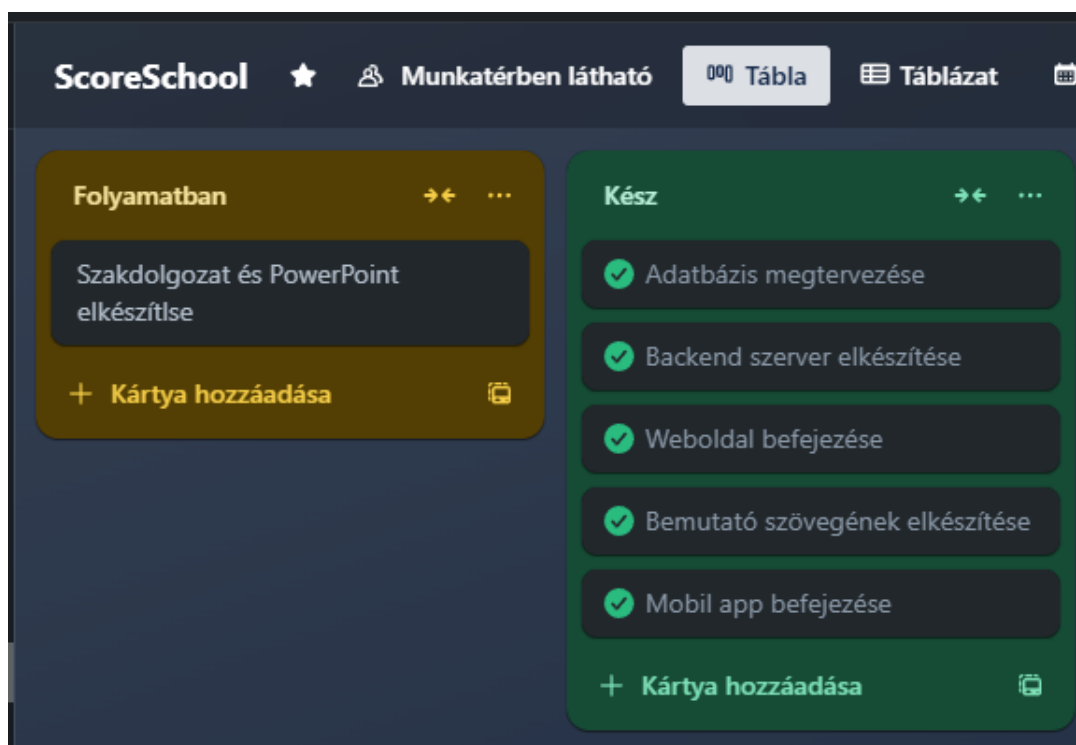 ScoreSchool Munkatérben látható Tábla Táblázat
Folyamatban
Szakdolgozat és PowerPoint
elkészítlse
Kártya hozzáadása
Kész
Adatbázis megtervezése
Backend szerver elkészítése
Weboldal befejezése
Bemutató szövegének elkészítése
Mobil app befejezése
Kártya hozzáadása